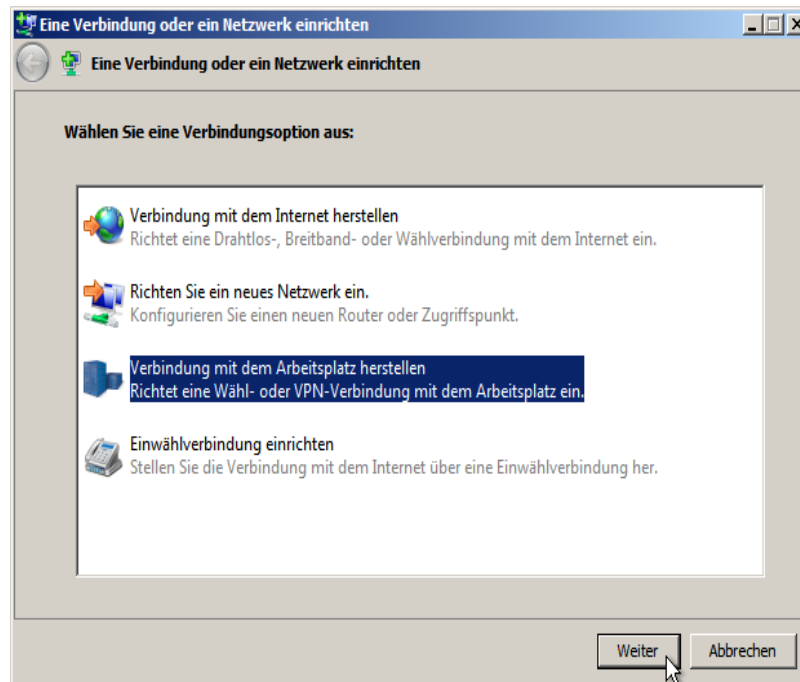 Eine Verbindung oder ein Netzwerk einrichten
Eine Verbindung oder ein Netzwerk einrichten
Wählen Sie eine Verbindungsoption aus:
Verbindung mit dem Internet herstellen
Richtet eine Drahtlos-, Breitband- oder Wählverbindung mit dem Internet ein.
Richten Sie ein neues Netzwerk ein.
Konfigurieren Sie einen neuen Router oder Zugriffspunkt.
Verbindung mit dem Arbeitsplatz herstellen
Richtet eine Wähl- oder VPN-Verbindung mit dem Arbeitsplatz ein.
Einwählverbindung einrichten
Stellen Sie die Verbindung mit dem Internet über eine Einwählverbindung her.
Weiter
Abbrechen